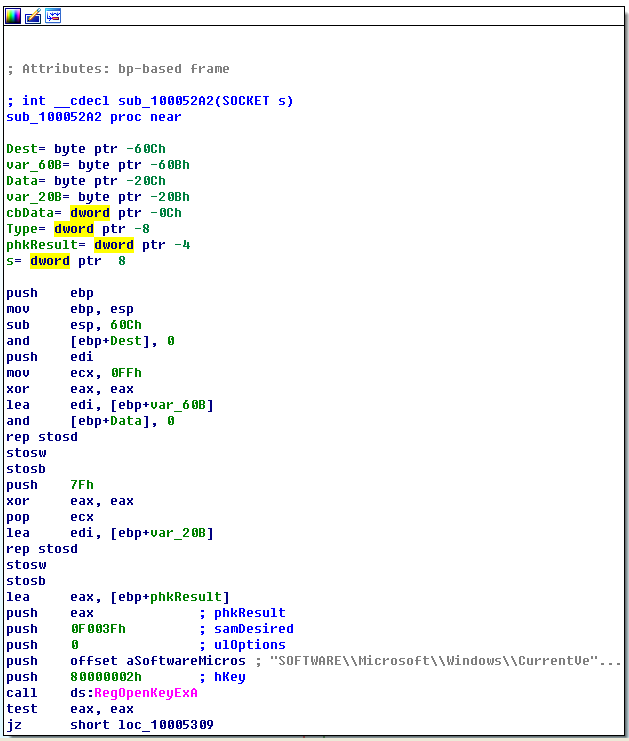 ; Attributes: bp-based frame
; int __cdecl sub_100052A2(SOCKET s)
sub_100052A2 proc near
Dest= byte ptr -60Ch
var_60B= byte ptr -60Bh
Data= byte ptr -20Ch
var_20B= byte ptr -20Bh
cbData= dword ptr -0Ch
Type= dword ptr -8
phkResult= dword ptr -4
s= dword ptr 8
push ebp
mov ebp, esp
sub esp, 60Ch
and [ebp+Dest], 0
push edi
mov ecx, 0FFh
xor eax, eax
lea edi, [ebp+var_60B]
and [ebp+Data], 0
rep stosd
stosw
stosb
push 7Fh
xor eax, eax
pop ecx
lea edi, [ebp+var_20B]
rep stosd
stosw
stosb
lea eax, [ebp+phkResult]
push eax ; phkResult
push 0F003Fh ; samDesired
push 0 ; ulOptions
push offset aSoftwareMicros ; "SOFTWARE\\Microsoft\\Windows\\CurrentVe"...
push 80000002h ; hKey
call ds:RegOpenKeyExA
test eax, eax
jz short loc_10005309